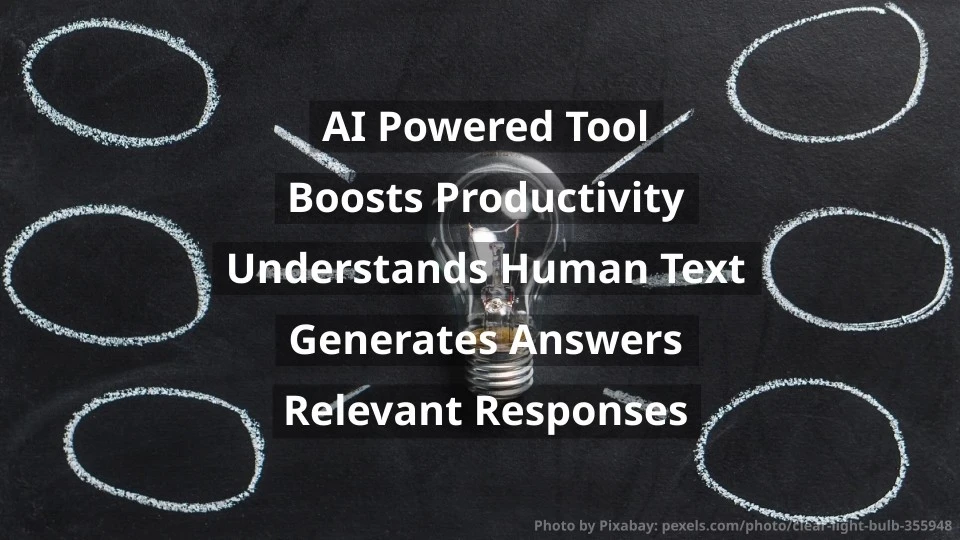 AI Powered Tool
Boosts Productivity
Understands Human Text
Generates Answers
Relevant Responses
Photo by Pixabay: pexels.com/photo/clear-light-bulb-355948